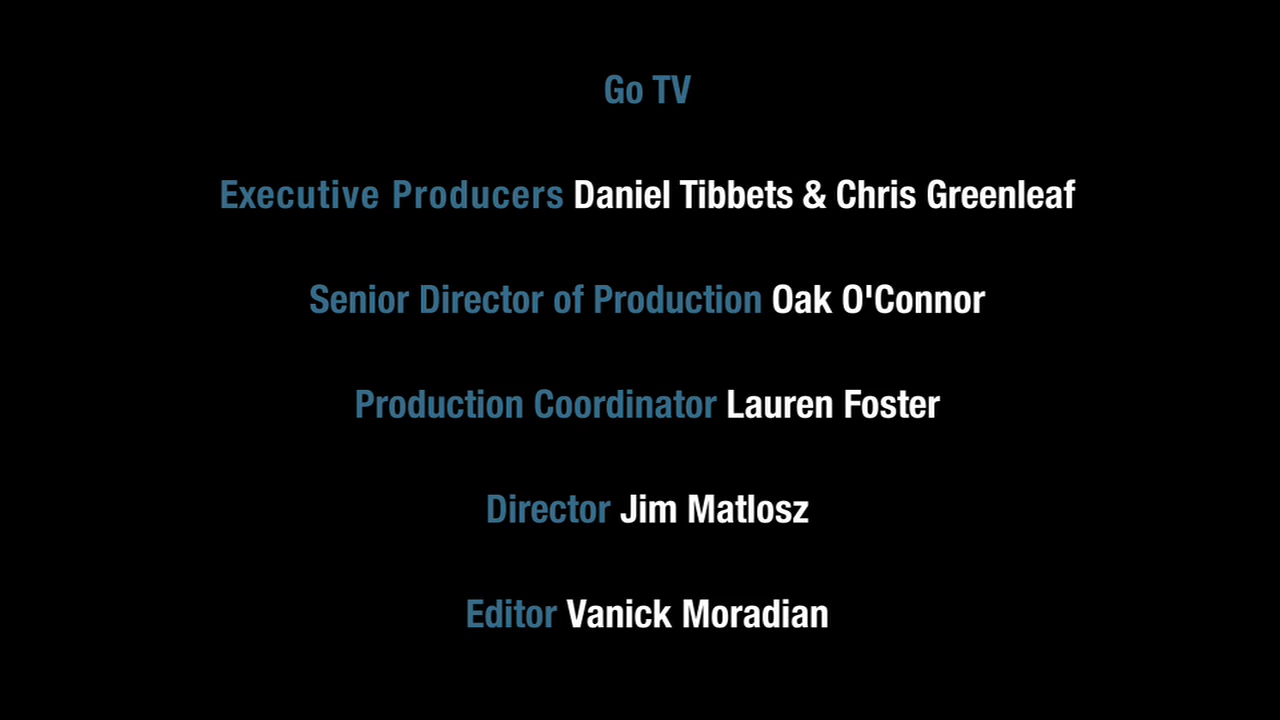 Go TV
Executive Producers Daniel Tibbets & Chris Greenleaf
Senior Director of Production Oak O'Connor
Production Coordinator Lauren Foster
Director Jim Matlosz
Editor Vanick Moradian